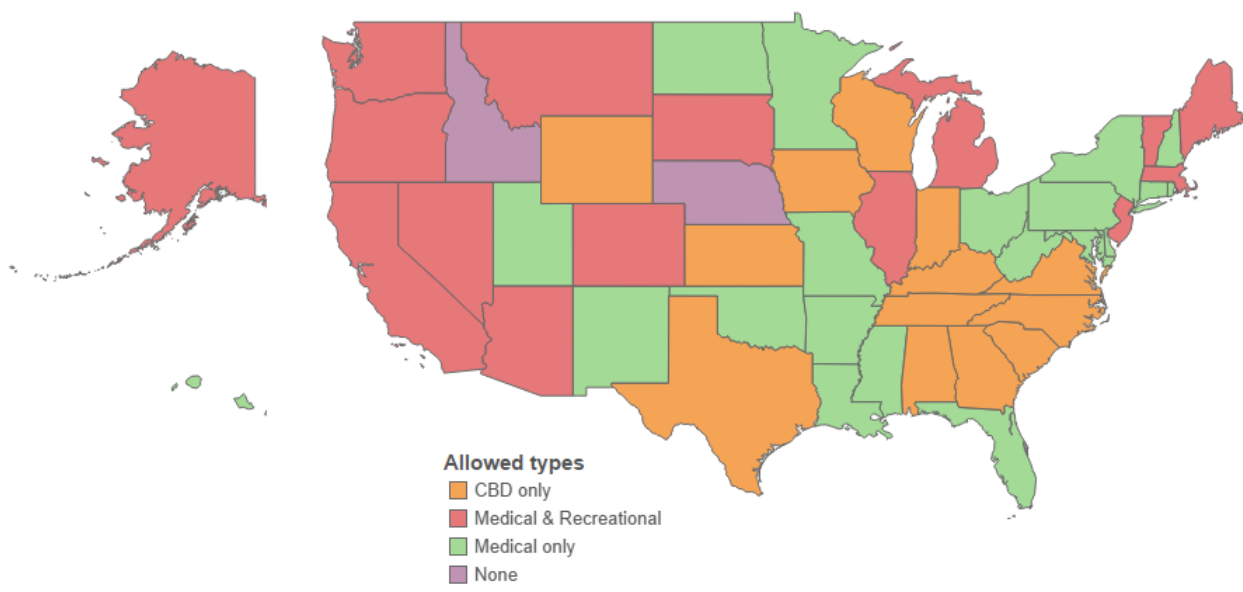 Allowed types
CBD only
Medical & Recreational
Medical only
None